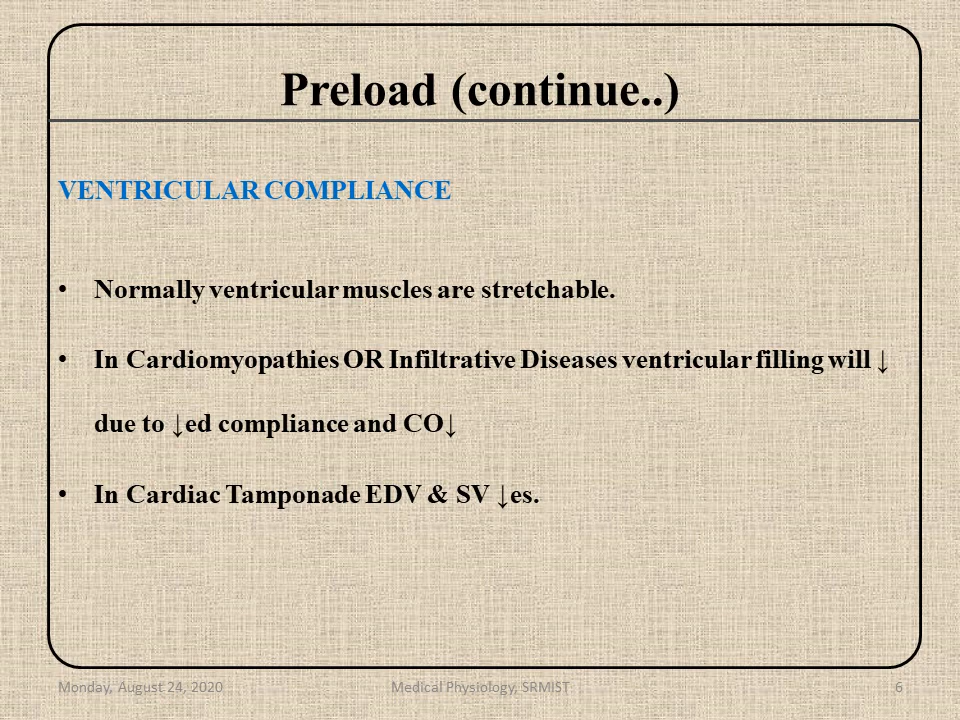 Preload (continue..)
VENTRICULAR COMPLIANCE
• Normally ventricular muscles are stretchable.
• In Cardiomyopathies OR Infiltrative Diseases ventricular filling will ↓
due to ↓ed compliance and CO↓
• In Cardiac Tamponade EDV & SV ↓es.
Monday, August 24, 2020 Medical Physiology, SRMIST 6